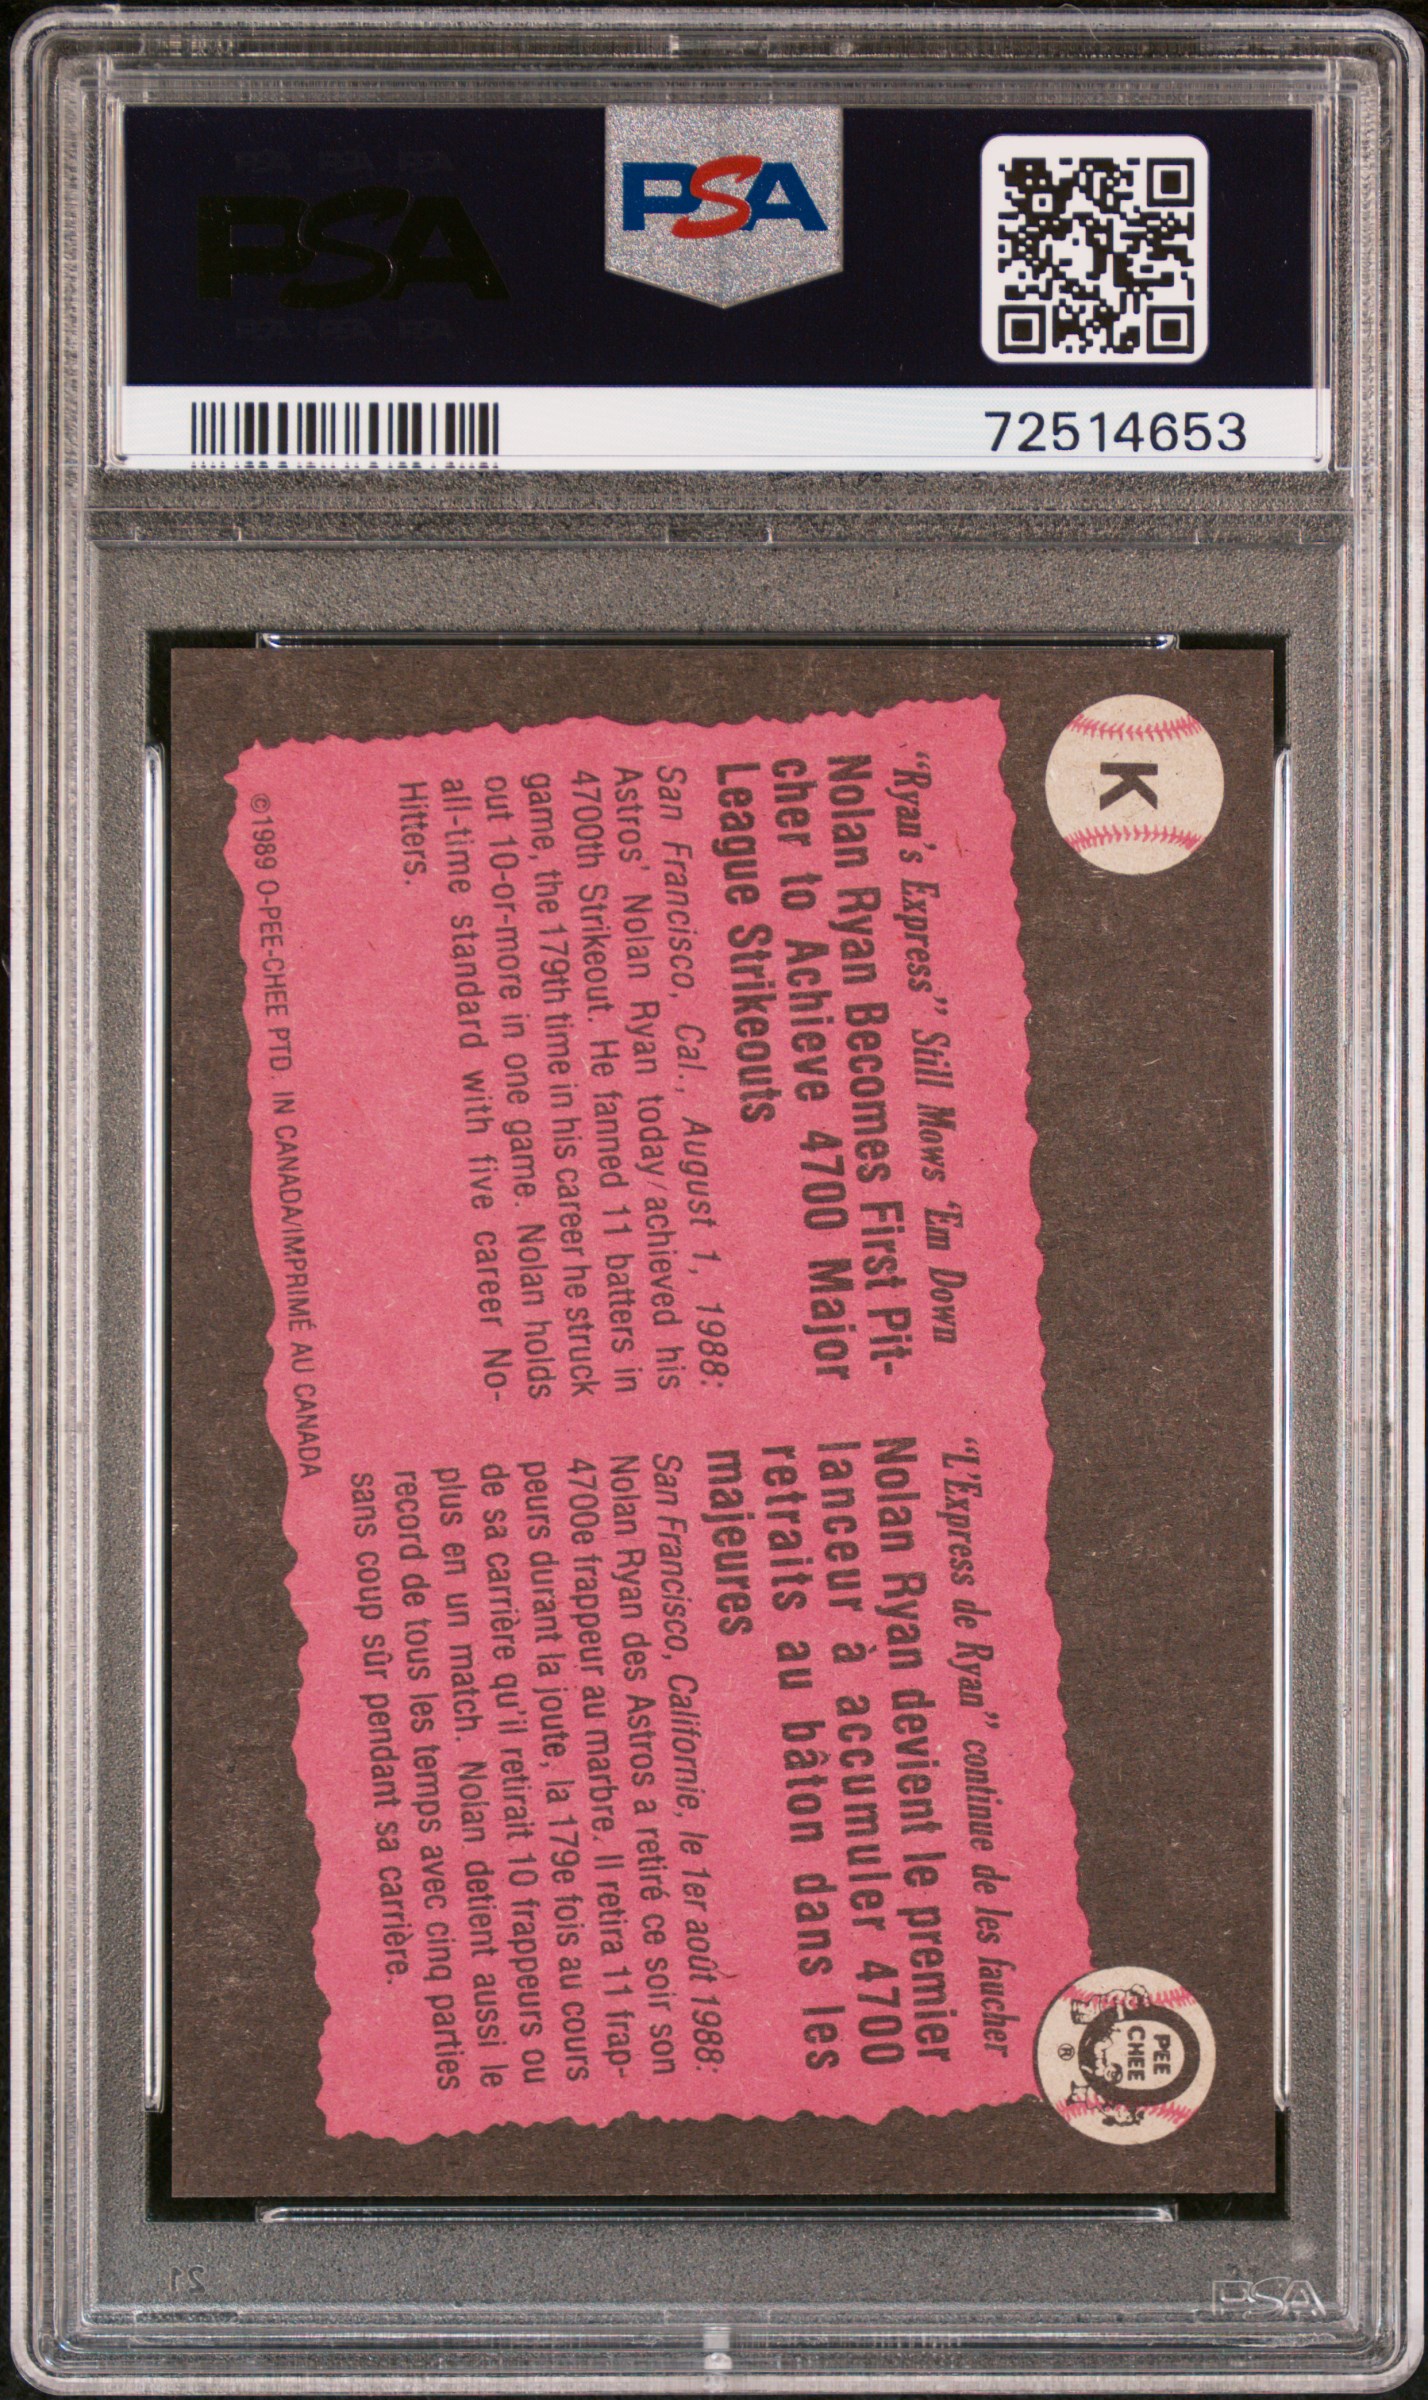 PSA PSA PSA
PSA
PSA PSA PSA
PSA
72514653
K
"Ryan's Express" Still Mows 'Em Down
Nolan Ryan Becomes First Pit-
cher to Achieve 4700 Major
League Strikeouts
San Francisco, Cal., August 1, 1988:
Astros' Nolan Ryan today achieved his
4700th Strikeout. He fanned 11 batters in
game, the 179th time in his career he struck
out 10-or-more in one game. Nolan holds
all-time standard with five career No-
Hitters.
©1989 O-PEE-CHEE PTD. IN CANADA/IMPRIMÉ AU CANADA
"L'Express de Ryan" continue de les faucher
Nolan Ryan devient le premier
lanceur à accumuler 4700
retraits au bâton dans les
majeures
San Francisco, Californie, le 1er août 1988:
Nolan Ryan des Astros a retiré ce soir son
4700e frappeur au marbre. Il retira 11 frap-
peurs durant la joute, la 179e fois au cours
de sa carrière qu'il retirait 10 frappeurs ou
plus en un match. Nolan detient aussi le
record de tous les temps avec cinq parties
sans coup sûr pendant sa carrière.
O
PEE
CHEE
®
21
PSA